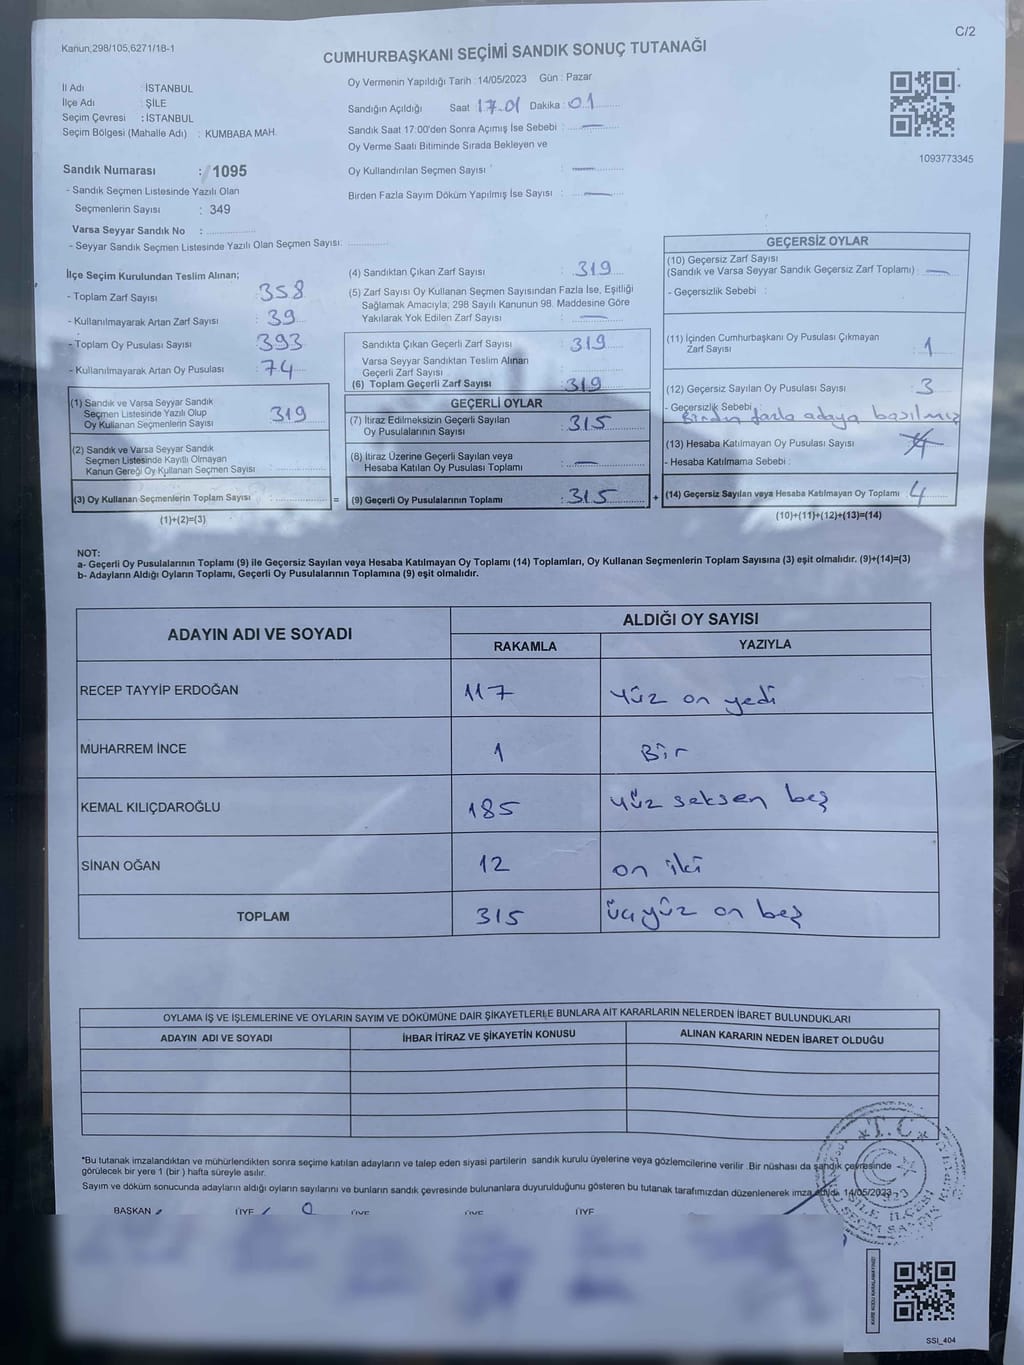 Kanun;298/105,6271/18-1
C/2
CUMHURBAŞKANI SEÇİMİ SANDIK SONUÇ TUTANAĞI
İl Adı : İSTANBUL
İlçe Adı : ŞİLE
Seçim Çevresi : İSTANBUL
Seçim Bölgesi (Mahalle Adı) : KUMBABA MAH.
Sandık Numarası : 1095
- Sandık Seçmen Listesinde Yazılı Olan
Seçmenlerin Sayısı : 349
Varsa Seyyar Sandık No :
- Seyyar Sandık Seçmen Listesinde Yazılı Olan Seçmen Sayısı:
Oy Vermenin Yapıldığı Tarih : 14/05/2023 Gün : Pazar
Sandığın Açıldığı Saat 17.01 Dakika : 01
Sandık Saat 17:00'den Sonra Açımış İse Sebebi : —
Oy Verme Saati Bitiminde Sırada Bekleyen ve
Oy Kullandırılan Seçmen Sayısı : —
Birden Fazla Sayım Döküm Yapılmış İse Sayısı : —
1093773345
İlçe Seçim Kurulundan Teslim Alınan;
- Toplam Zarf Sayısı : 358
- Kullanılmayarak Artan Zarf Sayısı : 39
- Toplam Oy Pusulası Sayısı : 393
- Kullanılmayarak Artan Oy Pusulası : 74
(1) Sandık ve Varsa Seyyar Sandık
Seçmen Listesinde Yazılı Olup
Oy Kullanan Seçmenlerin Sayısı : 319
(2) Sandık ve Varsa Seyyar Sandık
Seçmen Listesinde Kayıtlı Olmayan
Kanun Gereği Oy Kullanan Seçmen Sayısı :
(3) Oy Kullanan Seçmenlerin Toplam Sayısı : =
(1)+(2)=(3)
(4) Sandıktan Çıkan Zarf Sayısı : 319
(5) Zarf Sayısı Oy Kullanan Seçmen Sayısından Fazla İse, Eşitliği
Sağlamak Amacıyla; 298 Sayılı Kanunun 98. Maddesine Göre
Yakılarak Yok Edilen Zarf Sayısı : —
Sandıkta Çıkan Geçerli Zarf Sayısı : 319
Varsa Seyyar Sandıktan Teslim Alınan
Geçerli Zarf Sayısı :
(6) Toplam Geçerli Zarf Sayısı : 319
GEÇERLİ OYLAR
(7) İtiraz Edilmeksizin Geçerli Sayılan
Oy Pusulalarının Sayısı : 315
(8) İtiraz Üzerine Geçerli Sayılan veya
Hesaba Katılan Oy Pusulası Toplamı : —
(9) Geçerli Oy Pusulalarının Toplamı : 315 +
GEÇERSİZ OYLAR
(10) Geçersiz Zarf Sayısı
(Sandık ve Varsa Seyyar Sandık Geçersiz Zarf Toplamı) : —
- Geçersizlik Sebebi :
(11) İçinden Cumhurbaşkanı Oy Pusulası Çıkmayan
Zarf Sayısı : 1
(12) Geçersiz Sayılan Oy Pusulası Sayısı : 3
- Geçersizlik Sebebi : Birden fazla adaya basılmış
(13) Hesaba Katılmayan Oy Pusulası Sayısı :
- Hesaba Katılmama Sebebi :
(14) Geçersiz Sayılan veya Hesaba Katılmayan Oy Toplamı : 4
(10)+(11)+(12)+(13)=(14)
NOT:
a- Geçerli Oy Pusulalarının Toplamı (9) ile Geçersiz Sayılan veya Hesaba Katılmayan Oy Toplamı (14) Toplamları, Oy Kullanan Seçmenlerin Toplam Sayısına (3) eşit olmalıdır. (9)+(14)=(3)
b- Adayların Aldığı Oyların Toplamı, Geçerli Oy Pusulalarının Toplamına (9) eşit olmalıdır.
ADAYIN ADI VE SOYADI
ALDIĞI OY SAYISI
RAKAMLA YAZIYLA
RECEP TAYYİP ERDOĞAN 117 yüz on yedi
MUHARREM İNCE 1 Bir
KEMAL KILIÇDAROĞLU 185 yüz seksen beş
SİNAN OĞAN 12 on iki
TOPLAM 315 üçyüz on beş
OYLAMA İŞ VE İŞLEMLERİNE VE OYLARIN SAYIM VE DÖKÜMÜNE DAİR ŞİKAYETLERLE BUNLARA AİT KARARLARIN NELERDEN İBARET BULUNDUKLARI
ADAYIN ADI VE SOYADI İHBAR İTİRAZ VE ŞİKAYETİN KONUSU ALINAN KARARIN NEDEN İBARET OLDUĞU
*Bu tutanak imzalandıktan ve mühürlendikten sonra seçime katılan adayların ve talep eden siyasi partilerin sandık kurulu üyelerine veya gözlemcilerine verilir. Bir nüshası da sandık çevresinde
görülecek bir yere 1 (bir ) hafta süreyle asılır.
Sayım ve döküm sonucunda adayların aldığı oyların sayılarını ve bunların sandık çevresinde bulunanlara duyurulduğunu gösteren bu tutanak tarafımızdan düzenlenerek imza edildi. 14/05/2023
T.C.
ŞİLE İLÇESİ
BAŞKAN ÜYE ÜYE ÜYE ÜYE
SSI_404